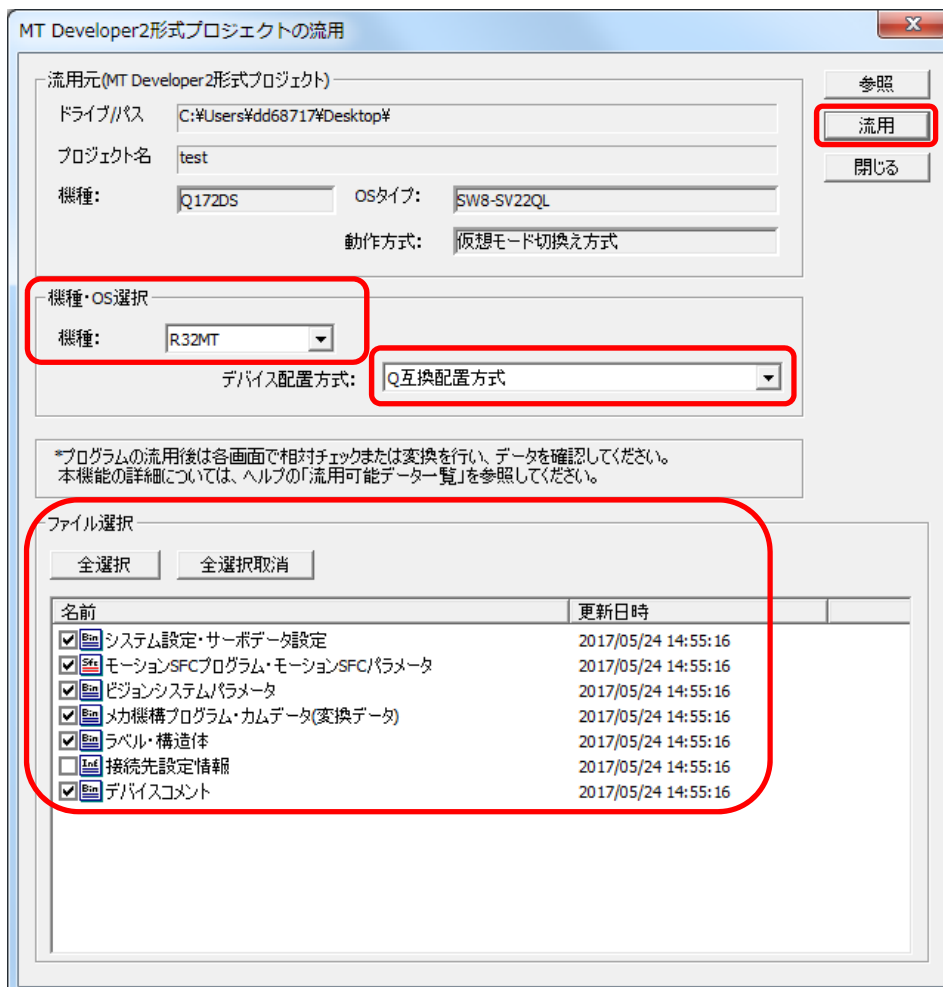 MT Developer2形式プロジェクトの流用
流用元(MT Developer2形式プロジェクト)
参照
ドライブ/パス C:¥Users¥dd68717¥Desktop¥
流用
プロジェクト名 test
閉じる
機種: Q172DS OSタイプ: SW8-SV22QL
動作方式: 仮想モード切換え方式
機種・OS選択
機種: R32MT
デバイス配置方式: Q互換配置方式
*プログラムの流用後は各画面で相対チェックまたは変換を行い、データを確認してください。
本機能の詳細については、ヘルプの「流用可能データ一覧」を参照してください。
ファイル選択
全選択 全選択取消
名前 更新日時
Bin システム設定・サーボデータ設定 2017/05/24 14:55:16
Sfc モーションSFCプログラム・モーションSFCパラメータ 2017/05/24 14:55:16
Bin ビジョンシステムパラメータ 2017/05/24 14:55:16
Bin メカ機構プログラム・カムデータ(変換データ) 2017/05/24 14:55:16
Bin ラベル・構造体 2017/05/24 14:55:16
Inf 接続先設定情報 2017/05/24 14:55:16
Bin デバイスコメント 2017/05/24 14:55:16